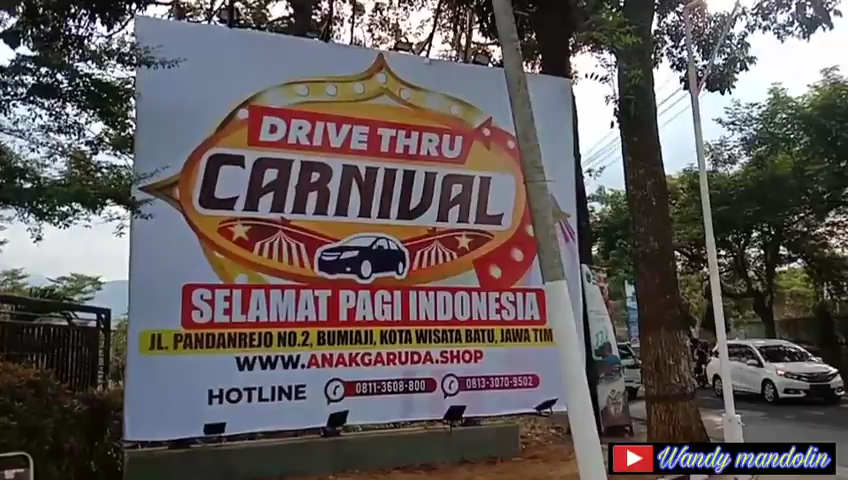 DRIVE THRU
CARNIVAL
SELAMAT PAGI INDONESIA
JL. PANDANREJO NO.2, BUMIAJI, KOTA WISATA BATU, JAWA TIM
WWW.ANAKGARUDA.SHOP
HOTLINE 0811-3608-800 0813-3070-9502
Wandy mandolin